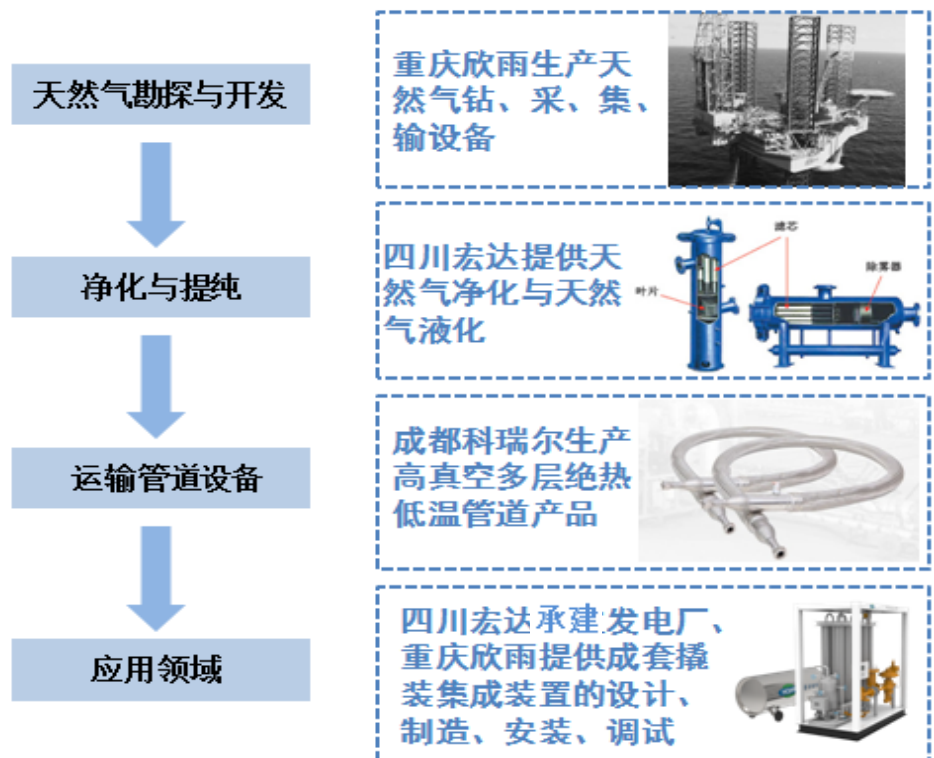 天然气勘探与开发
重庆欣雨生产天
然气钻、采、集、
输设备
净化与提纯
四川宏达提供天
然气净化与天然
气液化
滤芯
除雾器
叶片
运输管道设备
成都科瑞尔生产
高真空多层绝热
低温管道产品
应用领域
四川宏达承建发电厂、
重庆欣雨提供成套撬
装集成装置的设计、
制造、安装、调试